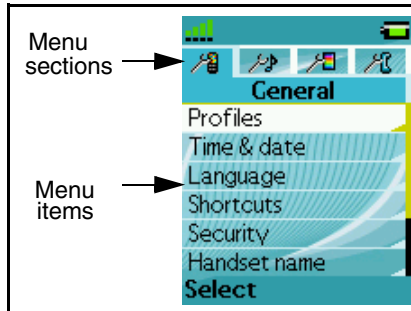 Menu
sections
General
Profiles
Time & date
Language
Menu
items
Shortcuts
Security
Handset name
Select